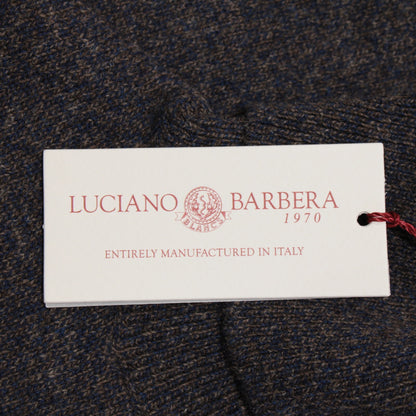 LUCIANO BARBERA
1970
ENTIRELY MANUFACTURED IN ITALY